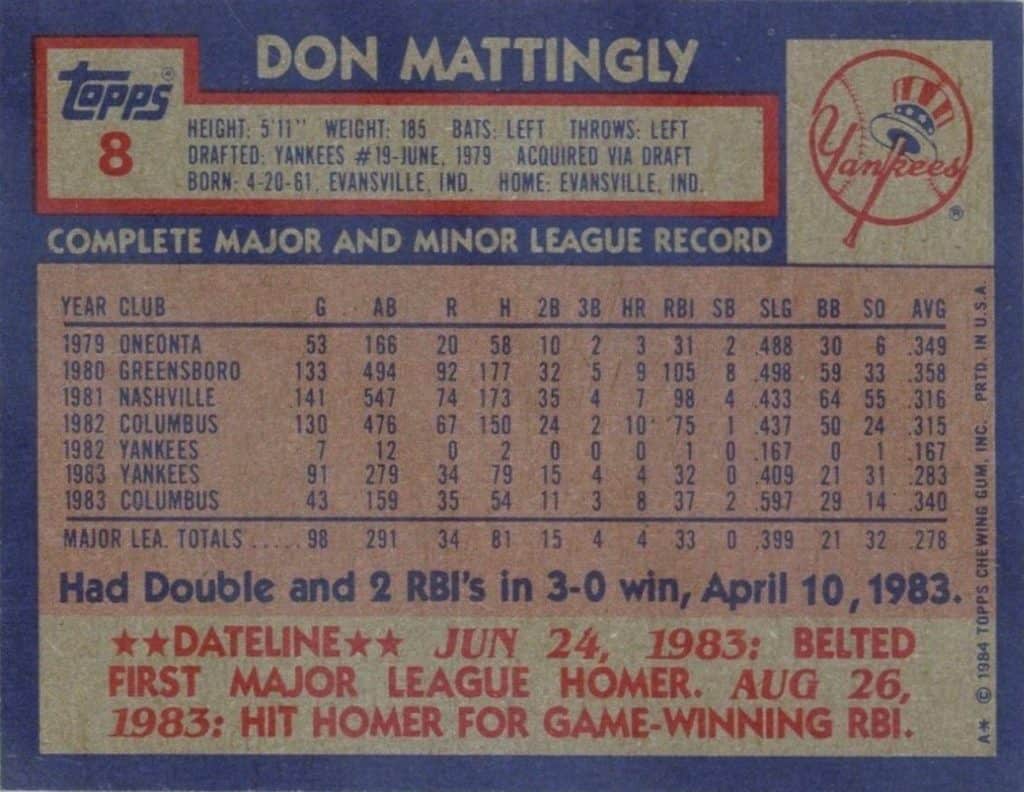 DON MATTINGLY
Topps®
8
HEIGHT: 5'11" WEIGHT: 185 BATS: LEFT THROWS: LEFT
DRAFTED: YANKEES #19-JUNE, 1979 ACQUIRED VIA DRAFT
BORN: 4-20-61, EVANSVILLE, IND. HOME: EVANSVILLE, IND.
Yankees
®
COMPLETE MAJOR AND MINOR LEAGUE RECORD
YEAR CLUB G AB R H 2B 3B HR RBI SB SLG BB SO AVG
1979 ONEONTA 53 166 20 58 10 2 3 31 2 .488 30 6 .349
1980 GREENSBORO 133 494 92 177 32 5 9 105 8 .498 59 33 .358
1981 NASHVILLE 141 547 74 173 35 4 7 98 4 .433 64 55 .316
1982 COLUMBUS 130 476 67 150 24 2 10 75 1 .437 50 24 .315
1982 YANKEES 7 12 0 2 0 0 0 1 0 .167 0 1 .167
1983 YANKEES 91 279 34 79 15 4 4 32 0 .409 21 31 .283
1983 COLUMBUS 43 159 35 54 11 3 8 37 2 .597 29 14 .340
MAJOR LEA. TOTALS ..... 98 291 34 81 15 4 4 33 0 .399 21 32 .278
Had Double and 2 RBI's in 3-0 win, April 10, 1983.
★★DATELINE★★ JUN 24, 1983: BELTED
FIRST MAJOR LEAGUE HOMER. AUG 26,
1983: HIT HOMER FOR GAME-WINNING RBI.
A* © 1984 TOPPS CHEWING GUM, INC. PRTD. IN U.S.A.